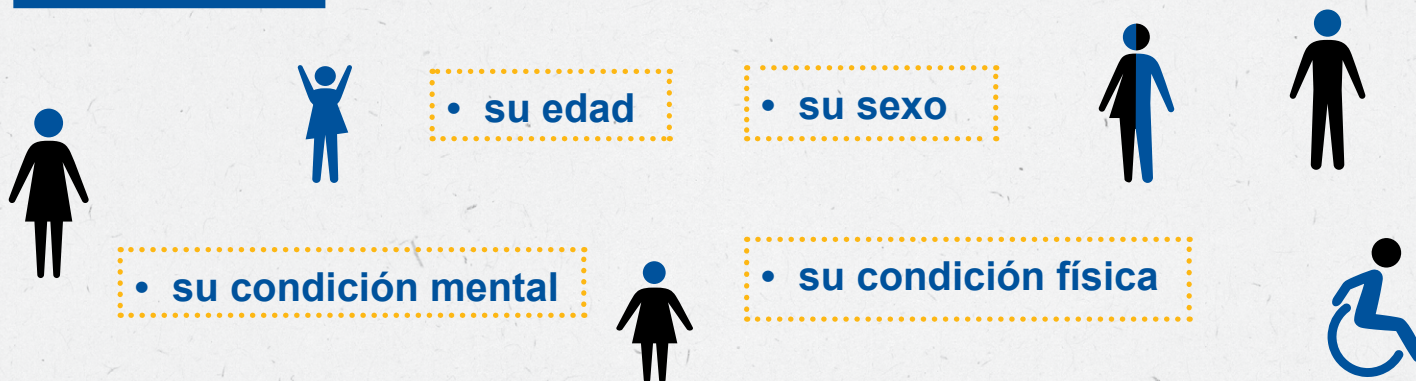 • su edad
• su sexo
• su condición mental
• su condición física